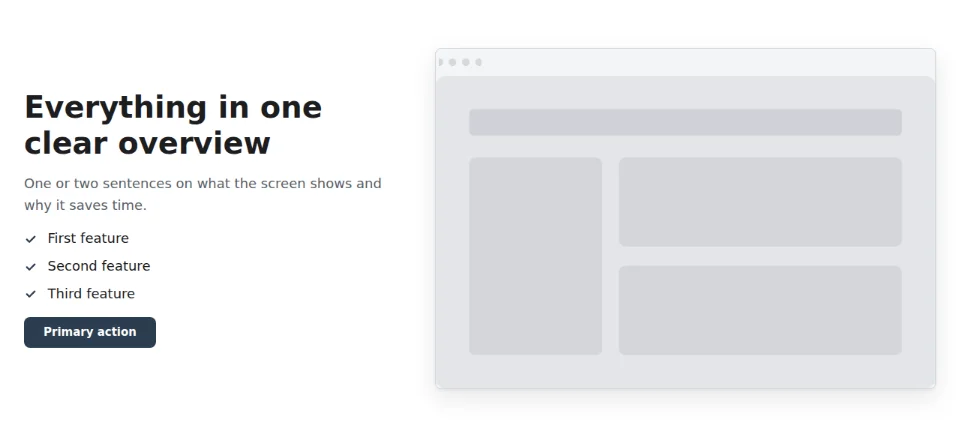 Everything in one
clear overview
One or two sentences on what the screen shows and
why it saves time.
First feature
Second feature
Third feature
Primary action